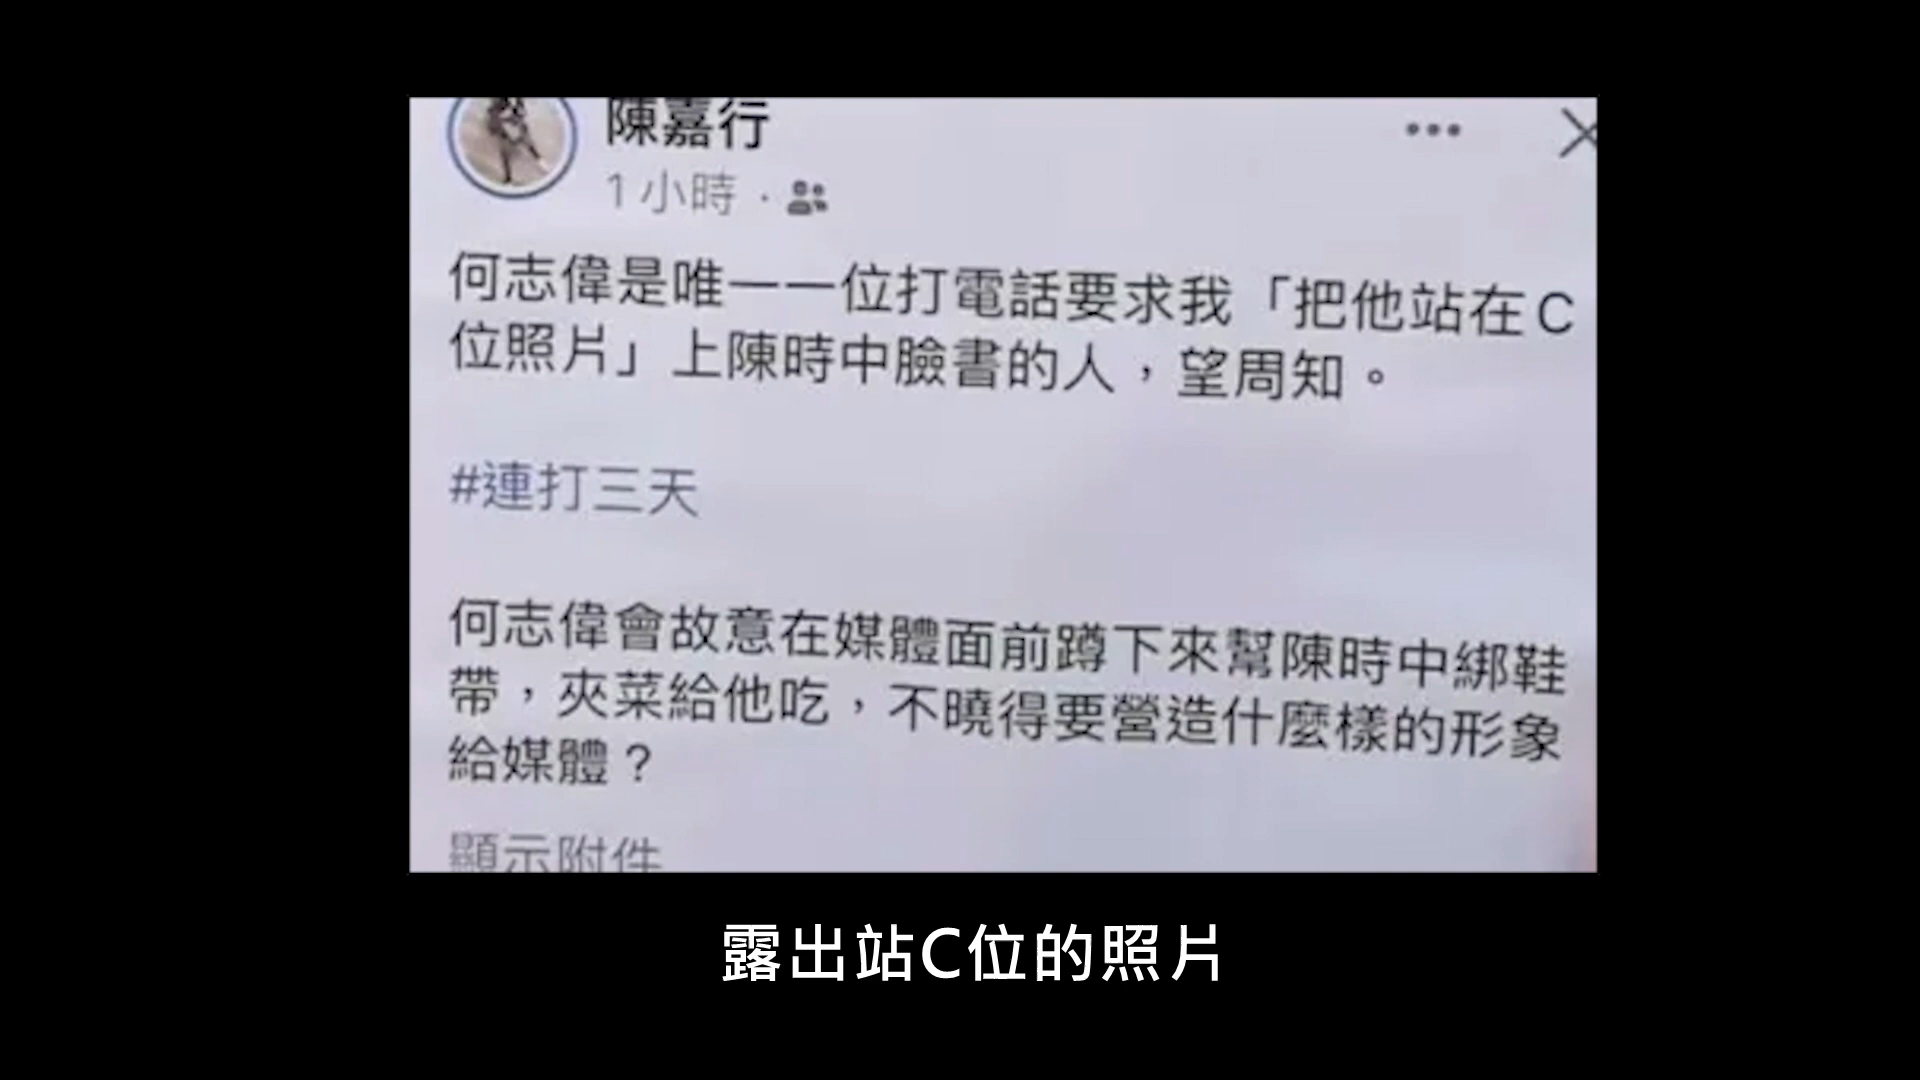 陳嘉行
1 小時 ·
何志偉是唯一一位打電話要求我「把他站在C
位照片」上陳時中臉書的人，望周知。
#連打三天
何志偉會故意在媒體面前蹲下來幫陳時中綁鞋
帶，夾菜給他吃，不曉得要營造什麼樣的形象
給媒體？
顯示附件
露出站C位的照片